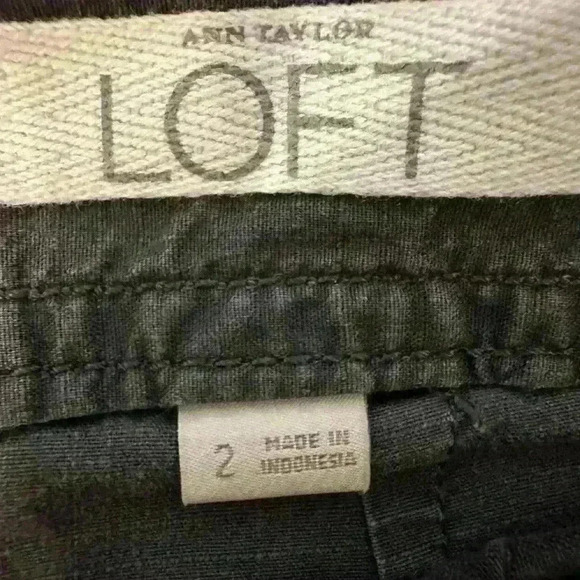 ANN TAYLOR
LOFT
2
MADE IN
INDONESIA